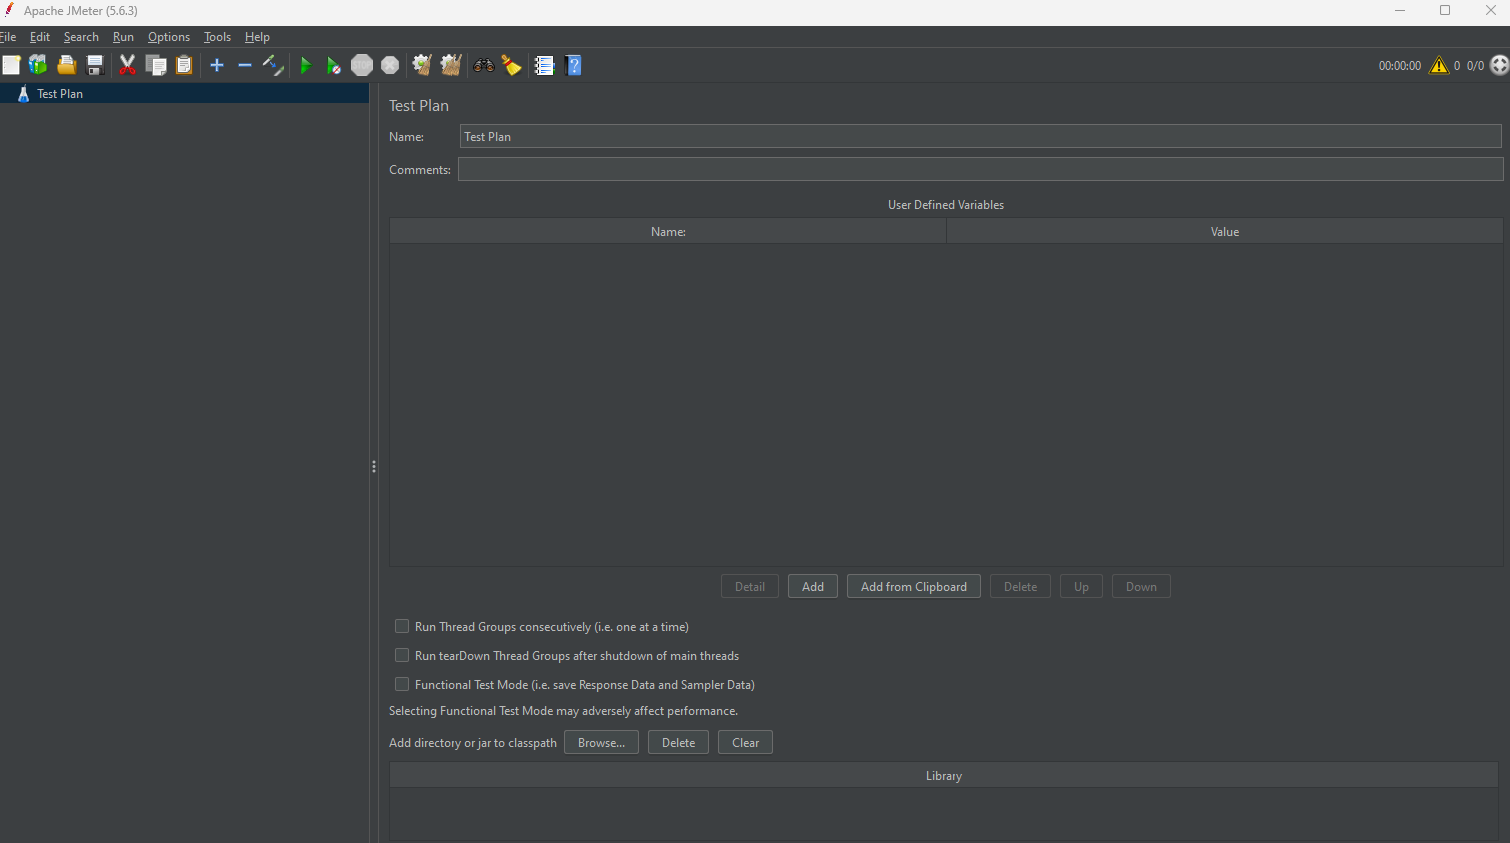 Apache JMeter (5.6.3)
File Edit Search Run Options Tools Help
STOP
00:00:00 0 0/0
Test Plan
Test Plan
Name: Test Plan
Comments:
User Defined Variables
Name: Value
Detail Add Add from Clipboard Delete Up Down
Run Thread Groups consecutively (i.e. one at a time)
Run tearDown Thread Groups after shutdown of main threads
Functional Test Mode (i.e. save Response Data and Sampler Data)
Selecting Functional Test Mode may adversely affect performance.
Add directory or jar to classpath Browse... Delete Clear
Library